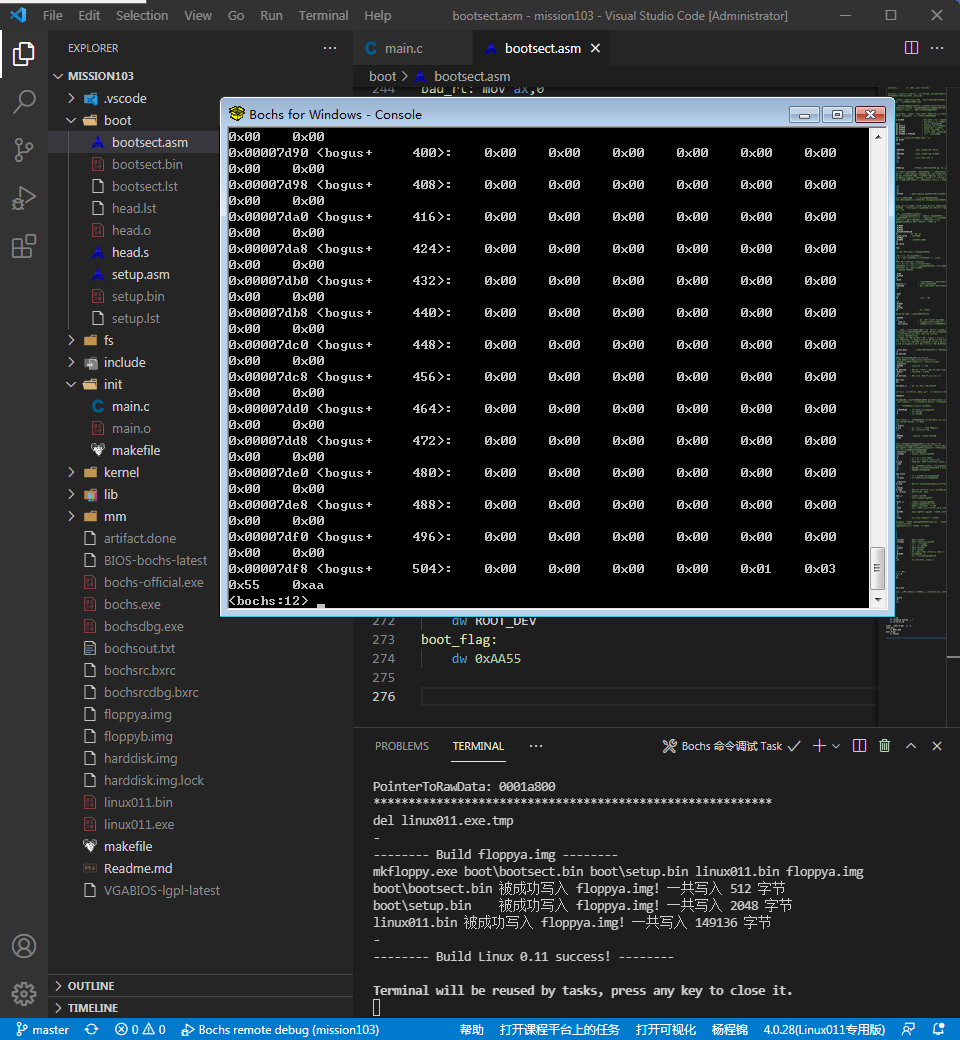 File Edit Selection View Go Run Terminal Help bootsect.asm - mission103 - Visual Studio Code [Administrator]
EXPLORER
MISSION103
.vscode
boot
bootsect.asm
bootsect.bin
bootsect.lst
head.lst
head.o
head.s
setup.asm
setup.bin
setup.lst
fs
include
init
main.c
main.o
makefile
kernel
lib
mm
artifact.done
BIOS-bochs-latest
bochs-official.exe
bochs.exe
bochsdbg.exe
bochsout.txt
bochsrc.bxrc
bochsrcdbg.bxrc
floppya.img
floppyb.img
harddisk.img
harddisk.img.lock
linux011.bin
linux011.exe
makefile
Readme.md
VGABIOS-lgpl-latest
OUTLINE
TIMELINE
main.c bootsect.asm
boot > bootsect.asm
244 bad_rt: mov ax,0
Bochs for Windows - Console
0x00 0x00
0x00007d90 <bogus+ 400>: 0x00 0x00 0x00 0x00 0x00 0x00
0x00 0x00
0x00007d98 <bogus+ 408>: 0x00 0x00 0x00 0x00 0x00 0x00
0x00 0x00
0x00007da0 <bogus+ 416>: 0x00 0x00 0x00 0x00 0x00 0x00
0x00 0x00
0x00007da8 <bogus+ 424>: 0x00 0x00 0x00 0x00 0x00 0x00
0x00 0x00
0x00007db0 <bogus+ 432>: 0x00 0x00 0x00 0x00 0x00 0x00
0x00 0x00
0x00007db8 <bogus+ 440>: 0x00 0x00 0x00 0x00 0x00 0x00
0x00 0x00
0x00007dc0 <bogus+ 448>: 0x00 0x00 0x00 0x00 0x00 0x00
0x00 0x00
0x00007dc8 <bogus+ 456>: 0x00 0x00 0x00 0x00 0x00 0x00
0x00 0x00
0x00007dd0 <bogus+ 464>: 0x00 0x00 0x00 0x00 0x00 0x00
0x00 0x00
0x00007dd8 <bogus+ 472>: 0x00 0x00 0x00 0x00 0x00 0x00
0x00 0x00
0x00007de0 <bogus+ 480>: 0x00 0x00 0x00 0x00 0x00 0x00
0x00 0x00
0x00007de8 <bogus+ 488>: 0x00 0x00 0x00 0x00 0x00 0x00
0x00 0x00
0x00007df0 <bogus+ 496>: 0x00 0x00 0x00 0x00 0x00 0x00
0x00 0x00
0x00007df8 <bogus+ 504>: 0x00 0x00 0x00 0x00 0x01 0x03
0x55 0xaa
<bochs:12>
272 dw ROOT_DEV
273 boot_flag:
274 dw 0xAA55
275
276
PROBLEMS TERMINAL Bochs 命令调试 Task
PointerToRawData: 0001a800
*********************************************************
del linux011.exe.tmp
-
-------- Build floppya.img --------
mkfloppy.exe boot\bootsect.bin boot\setup.bin linux011.bin floppya.img
boot\bootsect.bin 被成功写入 floppya.img! 一共写入 512 字节
boot\setup.bin 被成功写入 floppya.img! 一共写入 2048 字节
linux011.bin 被成功写入 floppya.img! 一共写入 149136 字节
-
-------- Build Linux 0.11 success! --------
Terminal will be reused by tasks, press any key to close it.
master 0 0 Bochs remote debug (mission103) 帮助 打开课程平台上的任务 打开可视化 杨程锦 4.0.28(Linux011专用版)